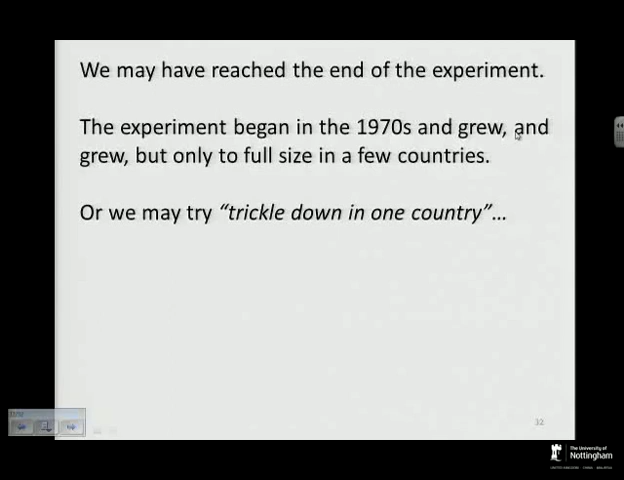 We may have reached the end of the experiment.
The experiment began in the 1970s and grew, and
grew, but only to full size in a few countries.
Or we may try “trickle down in one country”...
32
The University of
Nottingham